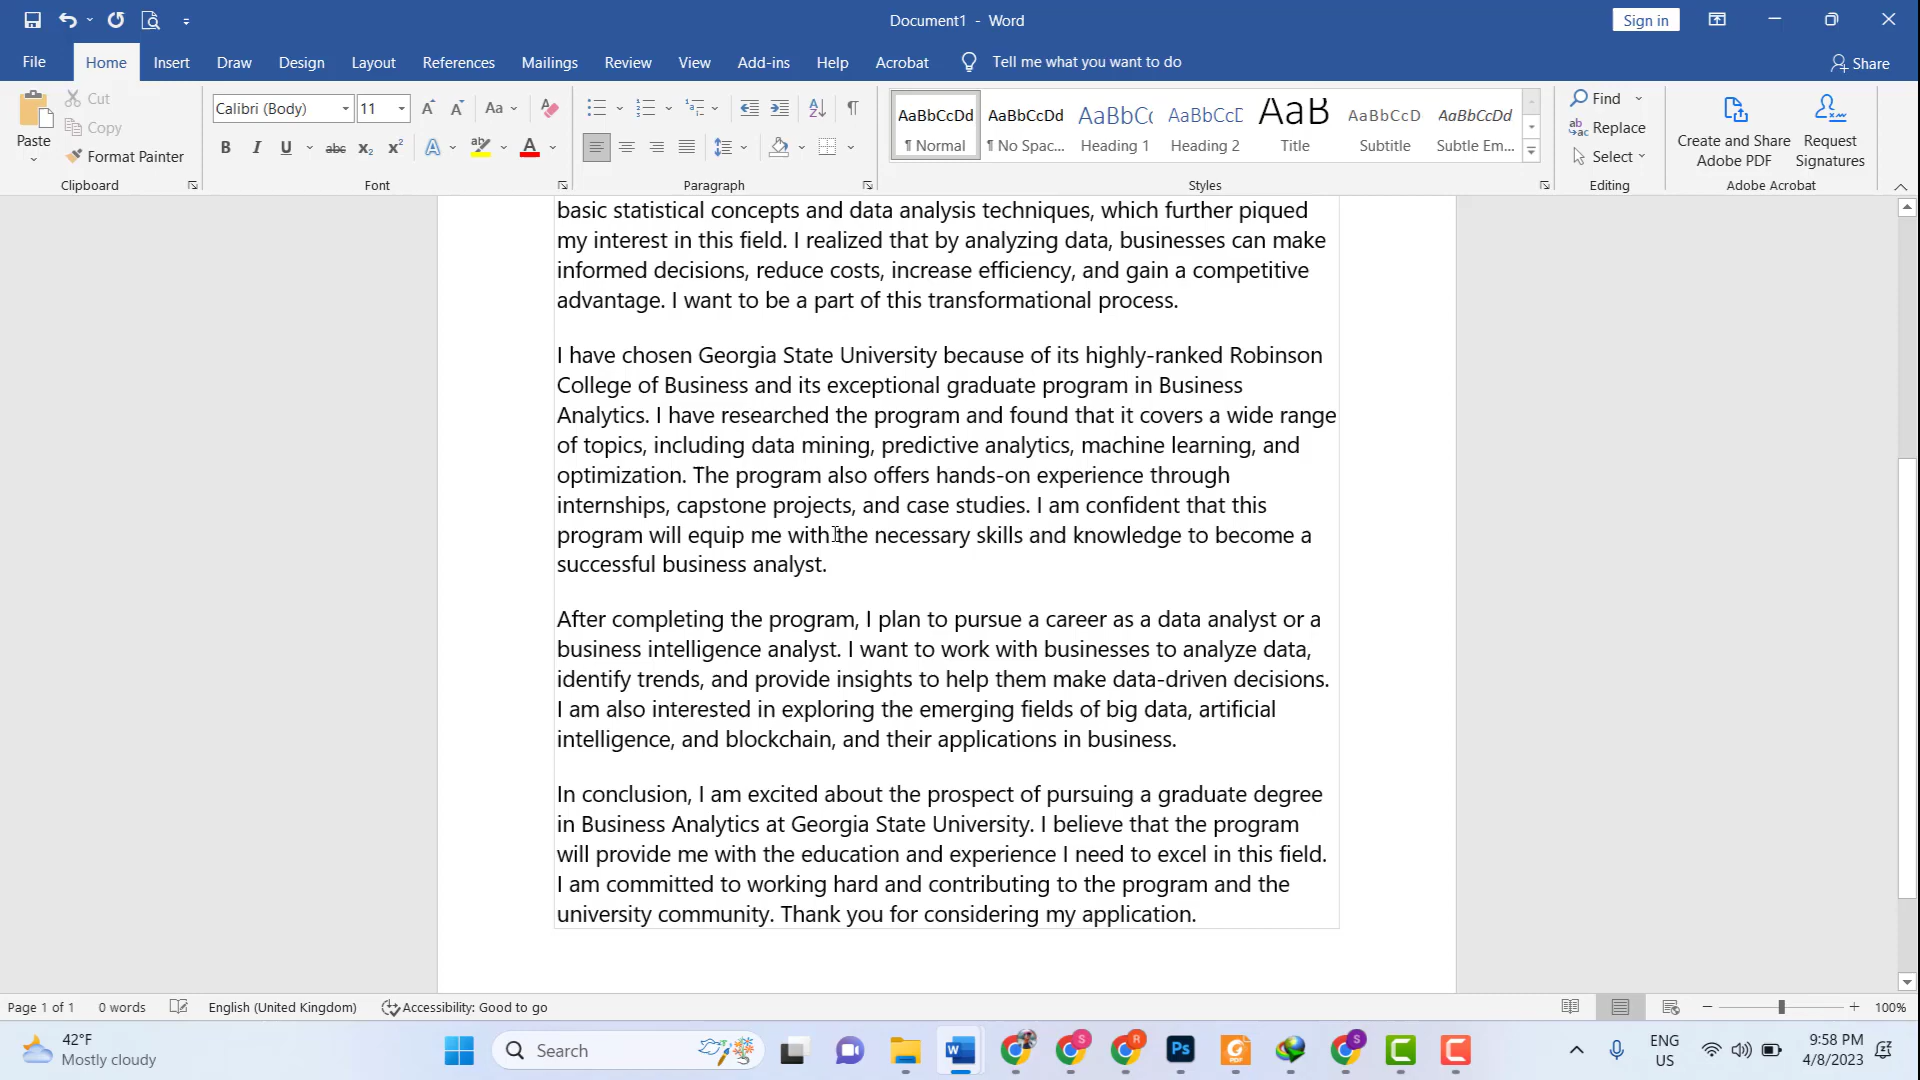 Document1 - Word
Sign in
File Home Insert Draw Design Layout References Mailings Review View Add-ins Help Acrobat Tell me what you want to do Share
Paste
Cut
Copy
Format Painter
Clipboard
Calibri (Body) 11
Font
Paragraph
AaBbCcDd
¶ Normal
AaBbCcDd
¶ No Spac...
AaBbCc
Heading 1
AaBbCcD
Heading 2
AaB
Title
AaBbCcD
Subtitle
AaBbCcDd
Subtle Em...
Styles
Find
Replace
Select
Editing
Create and Share
Adobe PDF
Request
Signatures
Adobe Acrobat
basic statistical concepts and data analysis techniques, which further piqued
my interest in this field. I realized that by analyzing data, businesses can make
informed decisions, reduce costs, increase efficiency, and gain a competitive
advantage. I want to be a part of this transformational process.
I have chosen Georgia State University because of its highly-ranked Robinson
College of Business and its exceptional graduate program in Business
Analytics. I have researched the program and found that it covers a wide range
of topics, including data mining, predictive analytics, machine learning, and
optimization. The program also offers hands-on experience through
internships, capstone projects, and case studies. I am confident that this
program will equip me with the necessary skills and knowledge to become a
successful business analyst.
After completing the program, I plan to pursue a career as a data analyst or a
business intelligence analyst. I want to work with businesses to analyze data,
identify trends, and provide insights to help them make data-driven decisions.
I am also interested in exploring the emerging fields of big data, artificial
intelligence, and blockchain, and their applications in business.
In conclusion, I am excited about the prospect of pursuing a graduate degree
in Business Analytics at Georgia State University. I believe that the program
will provide me with the education and experience I need to excel in this field.
I am committed to working hard and contributing to the program and the
university community. Thank you for considering my application.
Page 1 of 1 0 words English (United Kingdom) Accessibility: Good to go 100%
42°F
Mostly cloudy
Search
ENG
US
9:58 PM
4/8/2023